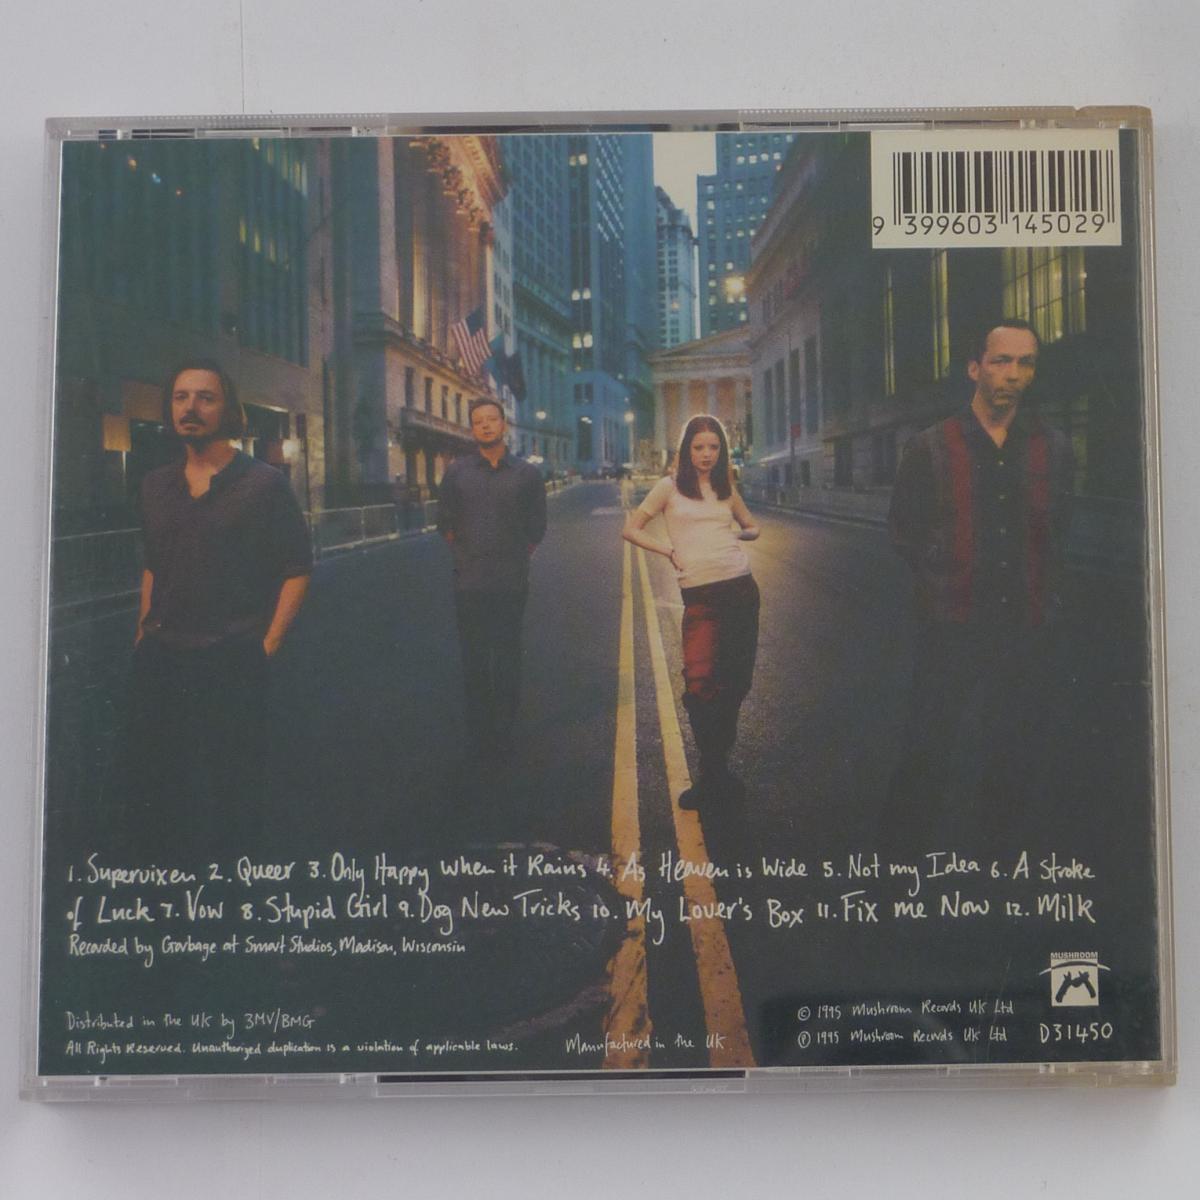 9 399603 145029
1. Supervixen 2. Queer 3. Only Happy When it Rains 4. As Heaven is Wide 5. Not my Idea 6. A Stroke
of Luck 7. Vow 8. Stupid Girl 9. Dog New Tricks 10. My Lover's Box 11. Fix me Now 12. Milk
Recorded by Garbage at Smart Studios, Madison, Wisconsin
MUSHROOM
Distributed in the UK by 3MV/BMG
© 1995 Mushroom Records UK Ltd
All Rights Reserved. Unauthorized duplication is a violation of applicable laws.
Manufactured in the UK.
℗ 1995 Mushroom Records UK Ltd
D31450